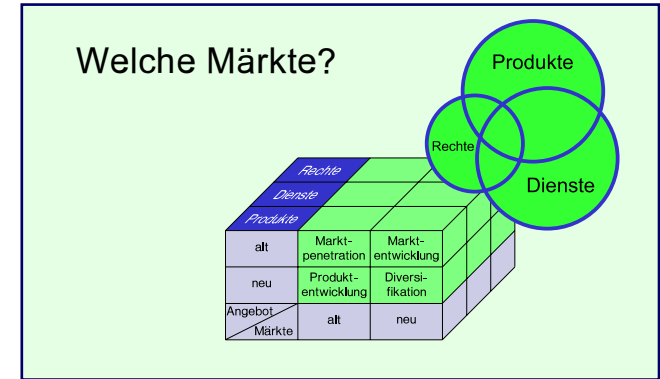 Welche Märkte?
Produkte
Rechte
Dienste
Rechte
Dienste
Produkte
alt
Markt-
penetration
Markt-
entwicklung
neu
Produkt-
entwicklung
Diversi-
fikation
Angebot
Märkte
alt
neu